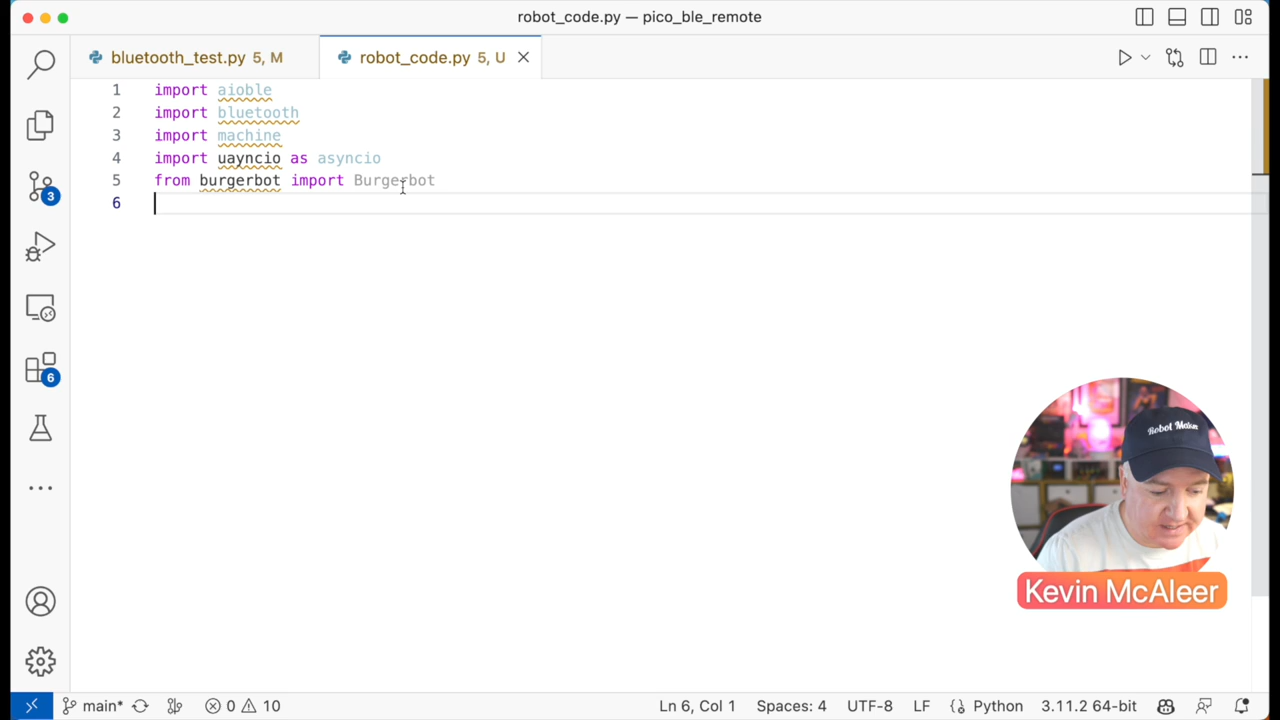 robot_code.py — pico_ble_remote
bluetooth_test.py 5, M
robot_code.py 5, U
1 import aioble
2 import bluetooth
3 import machine
4 import uayncio as asyncio
5 from burgerbot import Burgerbot
6
3
6
Robot Maker
Kevin McAleer
main* 0 10
Ln 6, Col 1 Spaces: 4 UTF-8 LF Python 3.11.2 64-bit